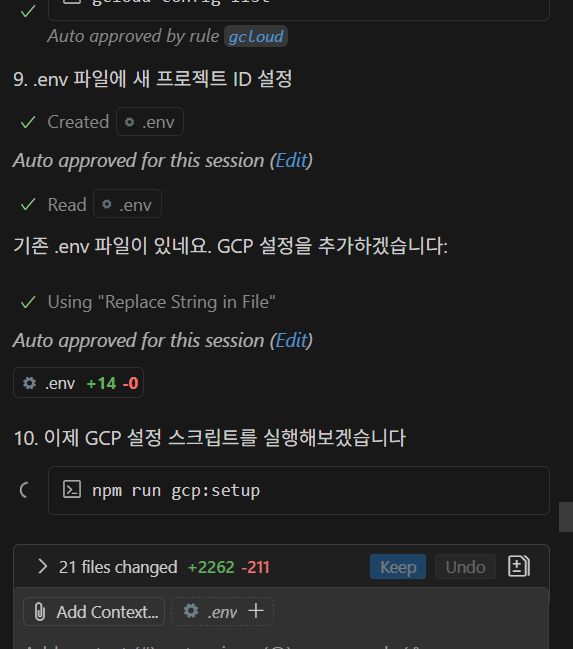 gcloud config list
Auto approved by rule gcloud
9. .env 파일에 새 프로젝트 ID 설정
Created .env
Auto approved for this session (Edit)
Read .env
기존 .env 파일이 있네요. GCP 설정을 추가하겠습니다:
Using "Replace String in File"
Auto approved for this session (Edit)
.env +14 -0
10. 이제 GCP 설정 스크립트를 실행해보겠습니다
npm run gcp:setup
21 files changed +2262 -211 Keep Undo
Add Context... .env +